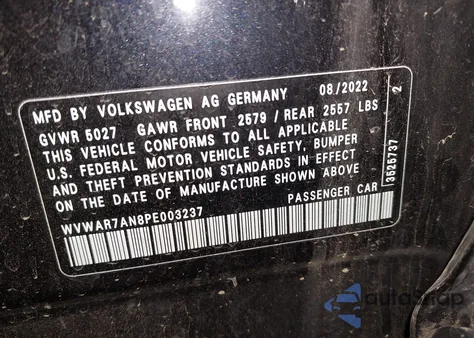 MFD BY VOLKSWAGEN AG GERMANY 08/2022
GVWR 5027 GAWR FRONT 2579 / REAR 2557 LBS
THIS VEHICLE CONFORMS TO ALL APPLICABLE
U.S. FEDERAL MOTOR VEHICLE SAFETY, BUMPER
AND THEFT PREVENTION STANDARDS IN EFFECT
ON THE DATE OF MANUFACTURE SHOWN ABOVE
WVWAR7AN8PE003237 PASSENGER CAR
3525737 2
autoSnap